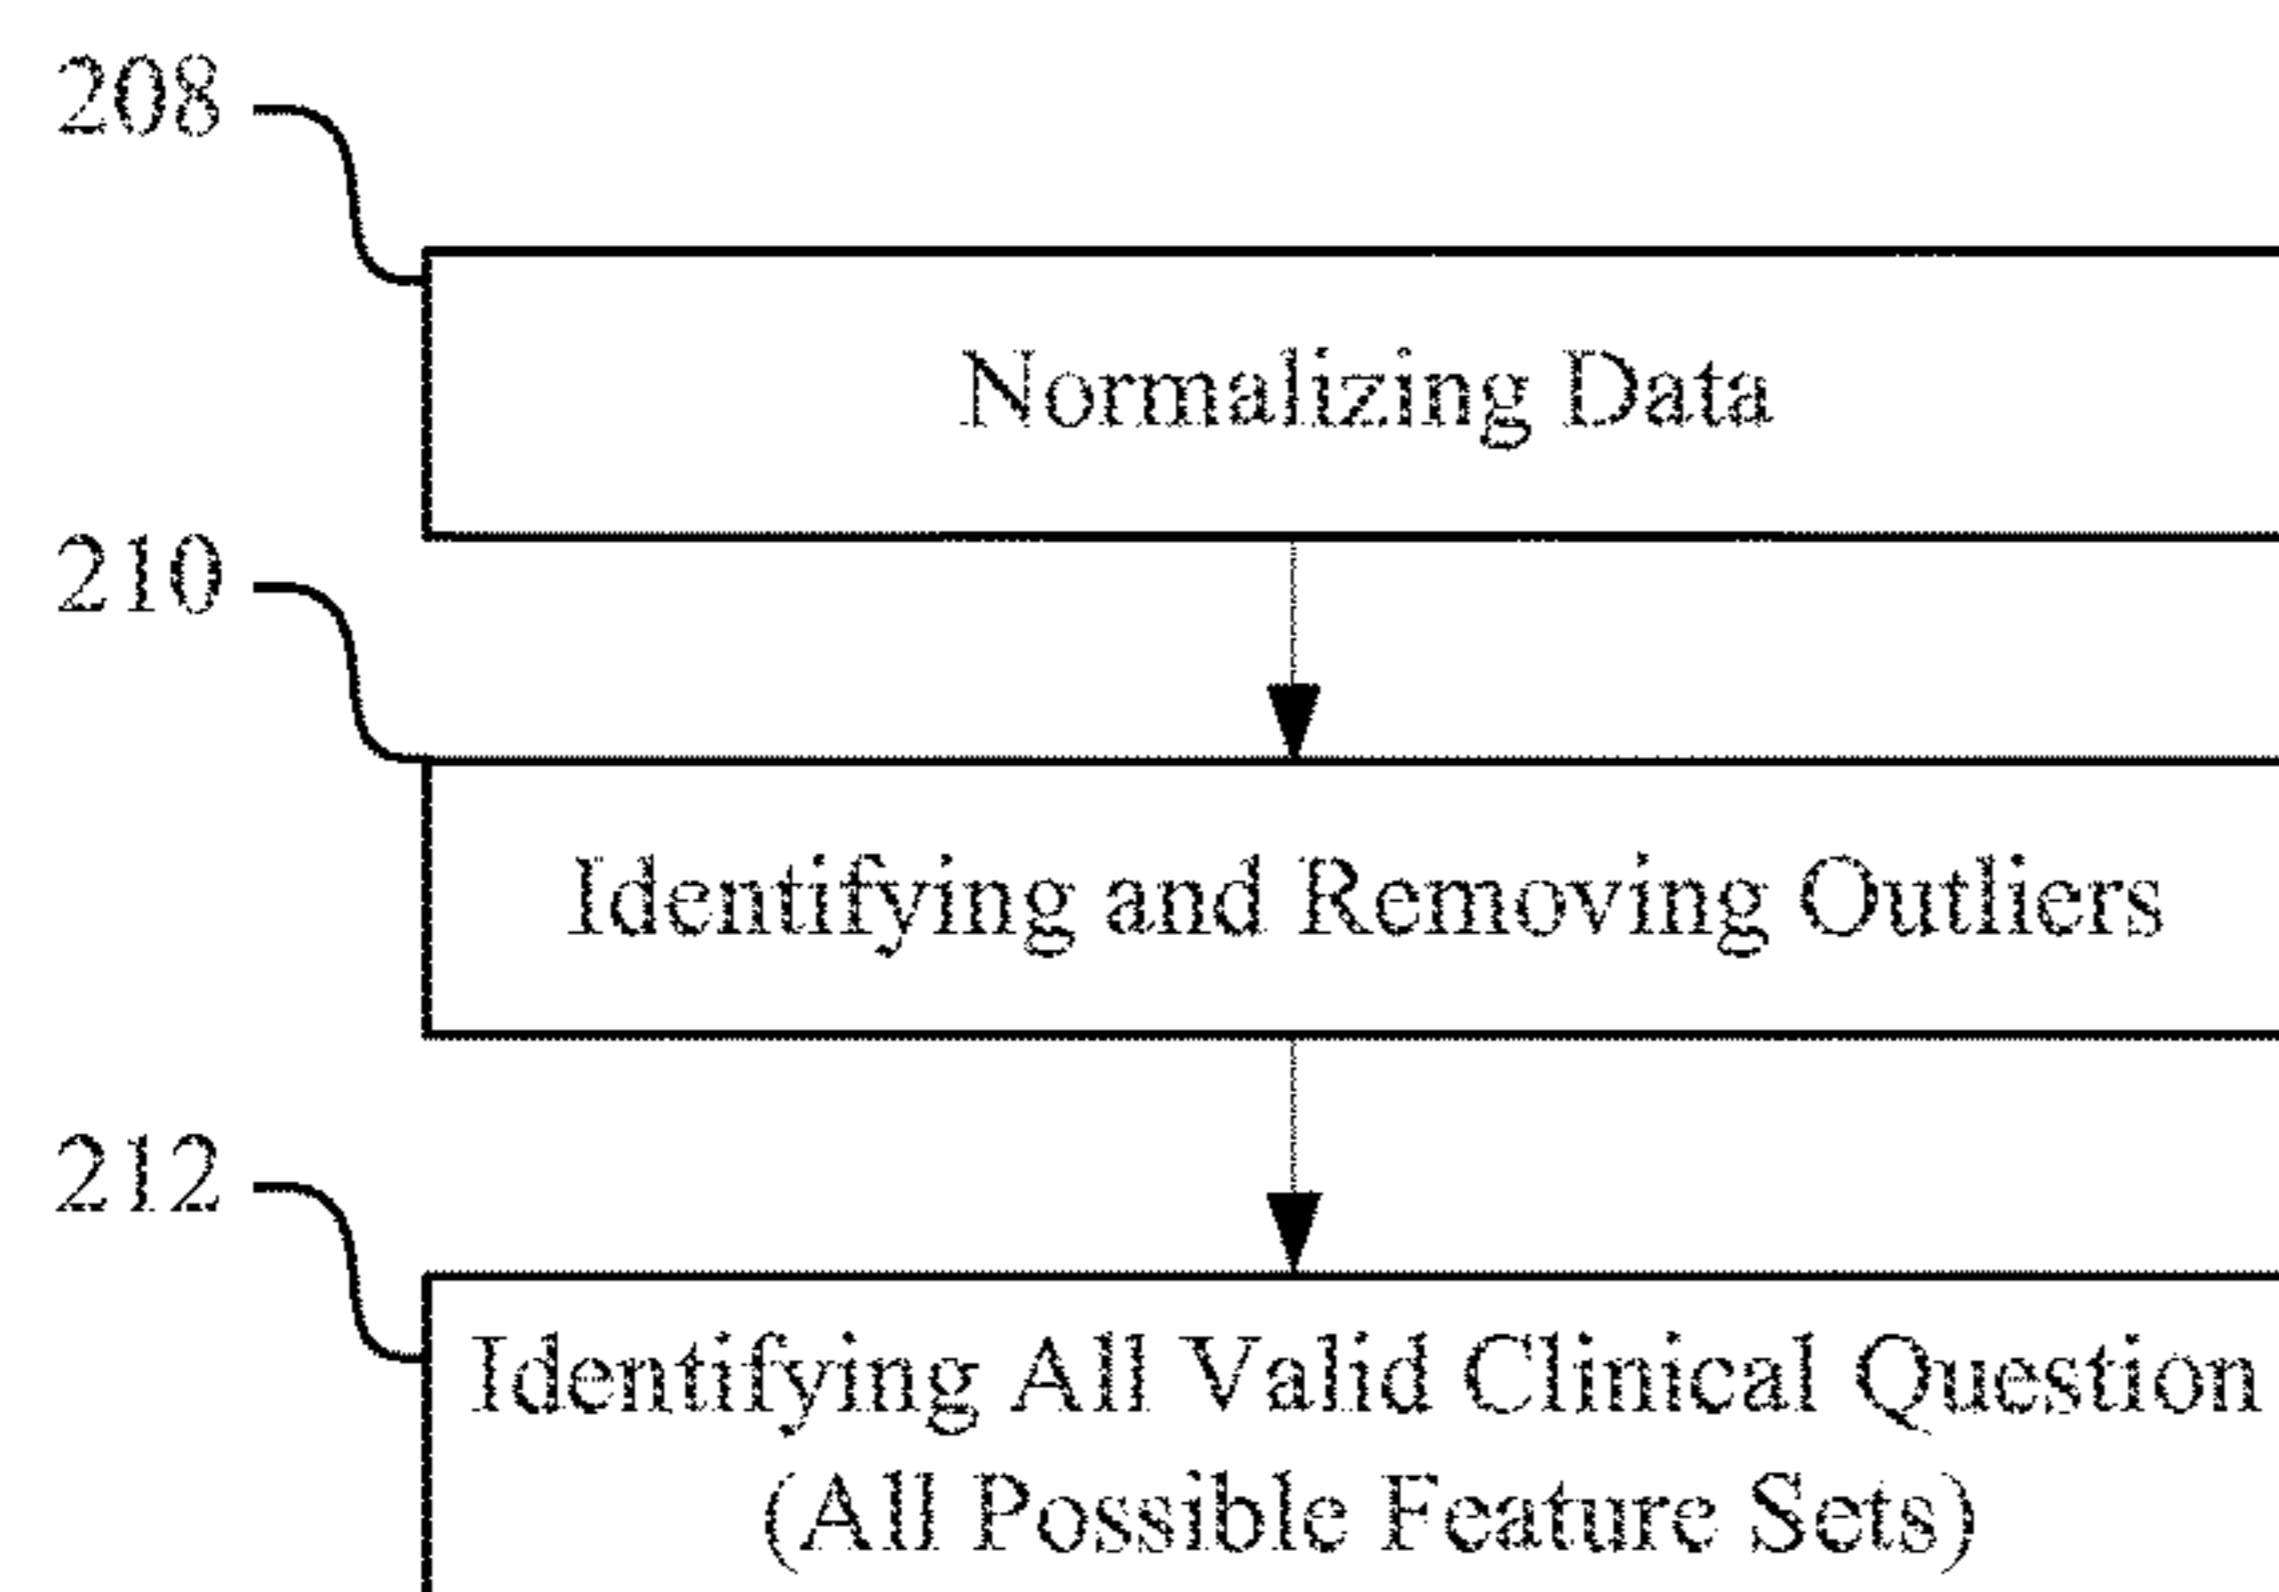 208
Normalizing Data
210
Identifying and Removing Outliers
212
Identifying All Valid Clinical Question
(All Possible Feature Sets)